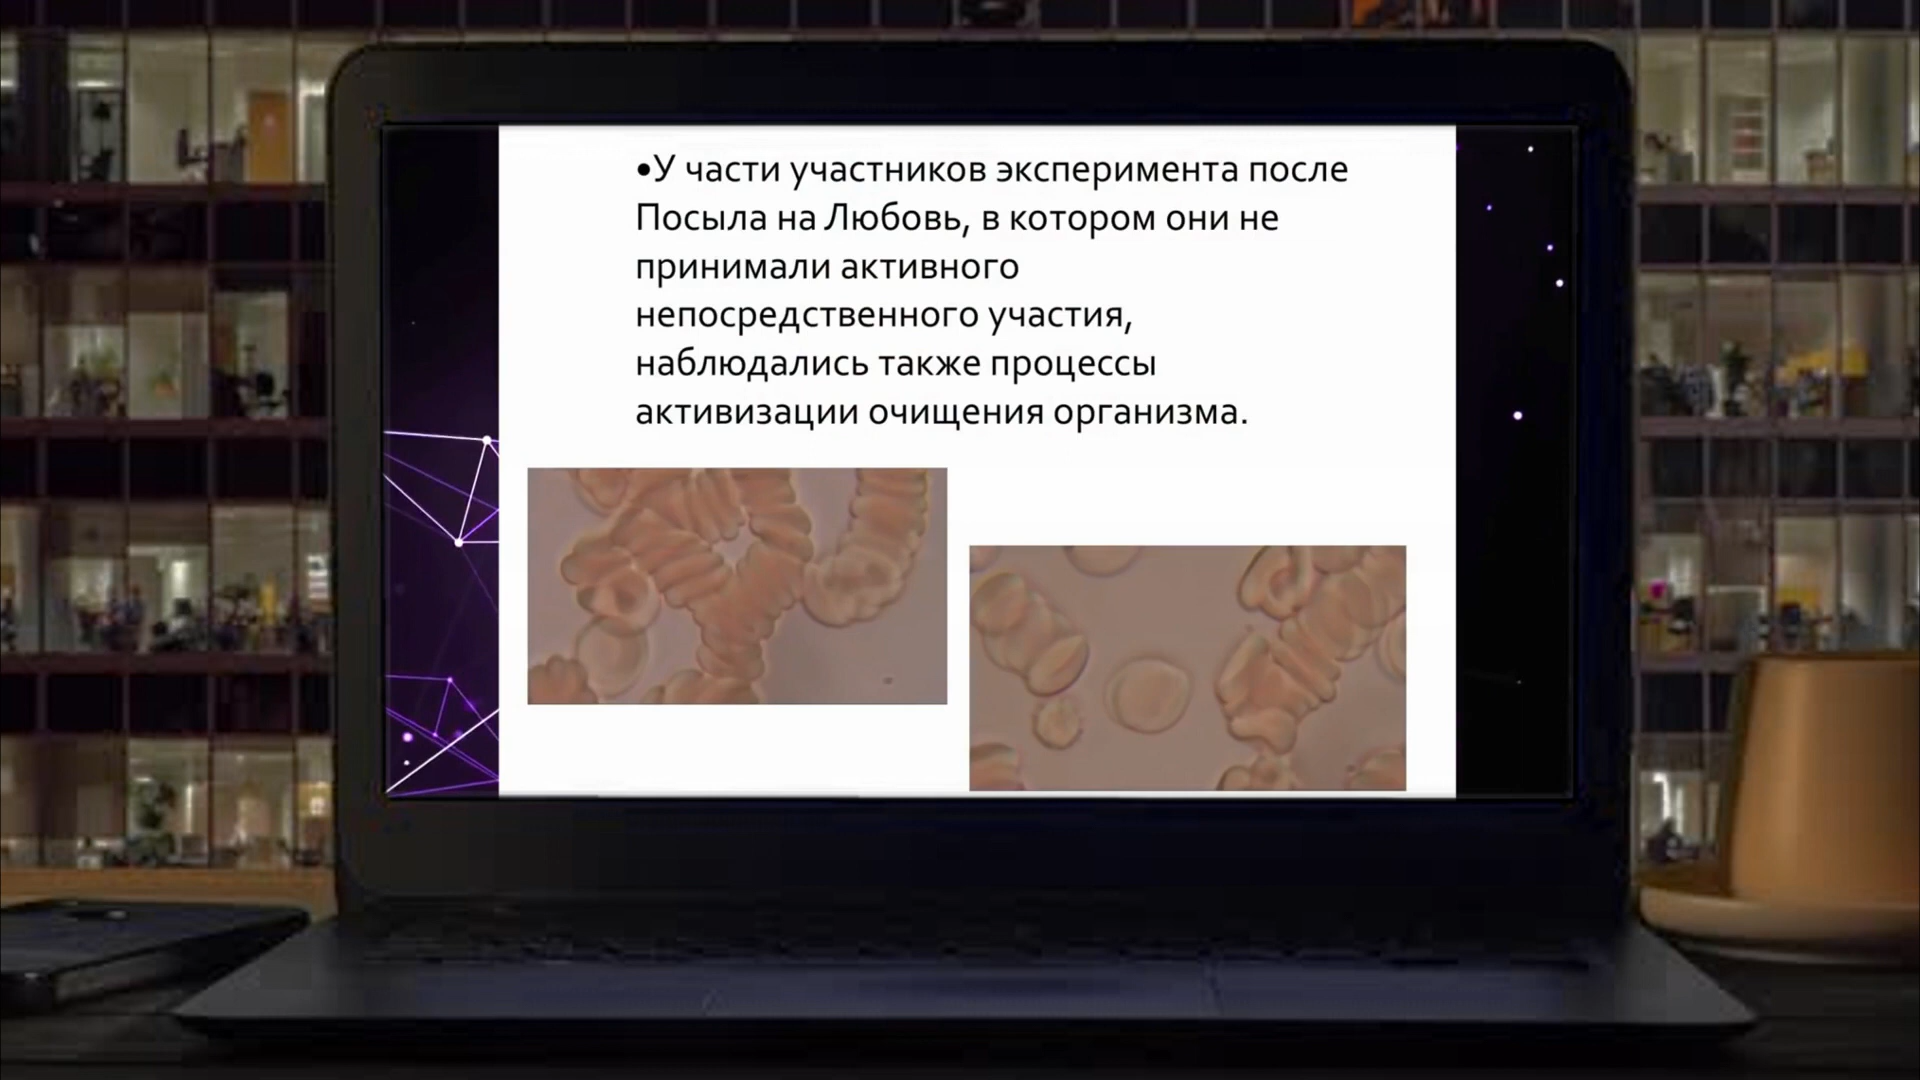 •У части участников эксперимента после
Посыла на Любовь, в котором они не
принимали активного
непосредственного участия,
наблюдались также процессы
активизации очищения организма.